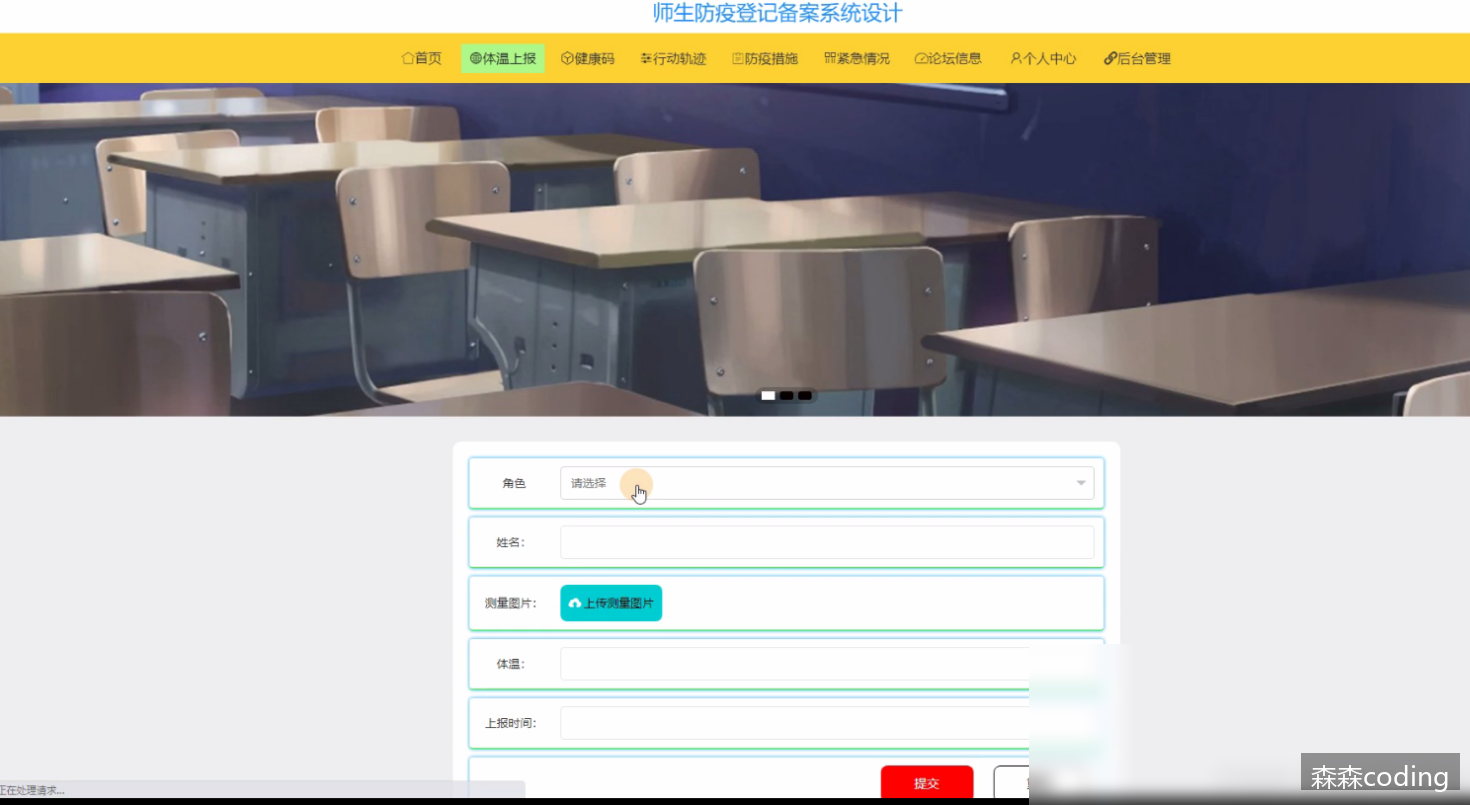 师生防疫登记备案系统设计
首页 体温上报 健康码 行动轨迹 防疫措施 紧急情况 论坛信息 个人中心 后台管理
角色 请选择
姓名：
测量图片： 上传测量图片
体温：
上报时间：
提交
正在处理请求...
森森coding